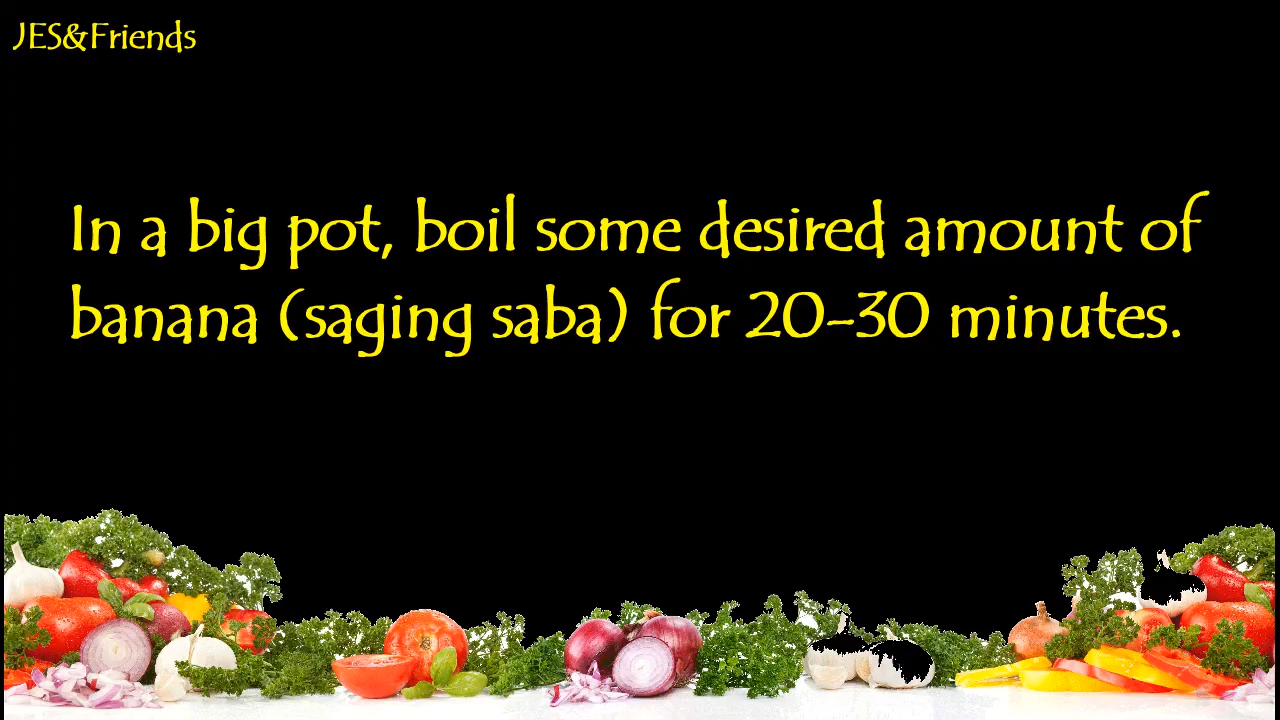 JES&Friends
In a big pot, boil some desired amount of
banana (saging saba) for 20-30 minutes.